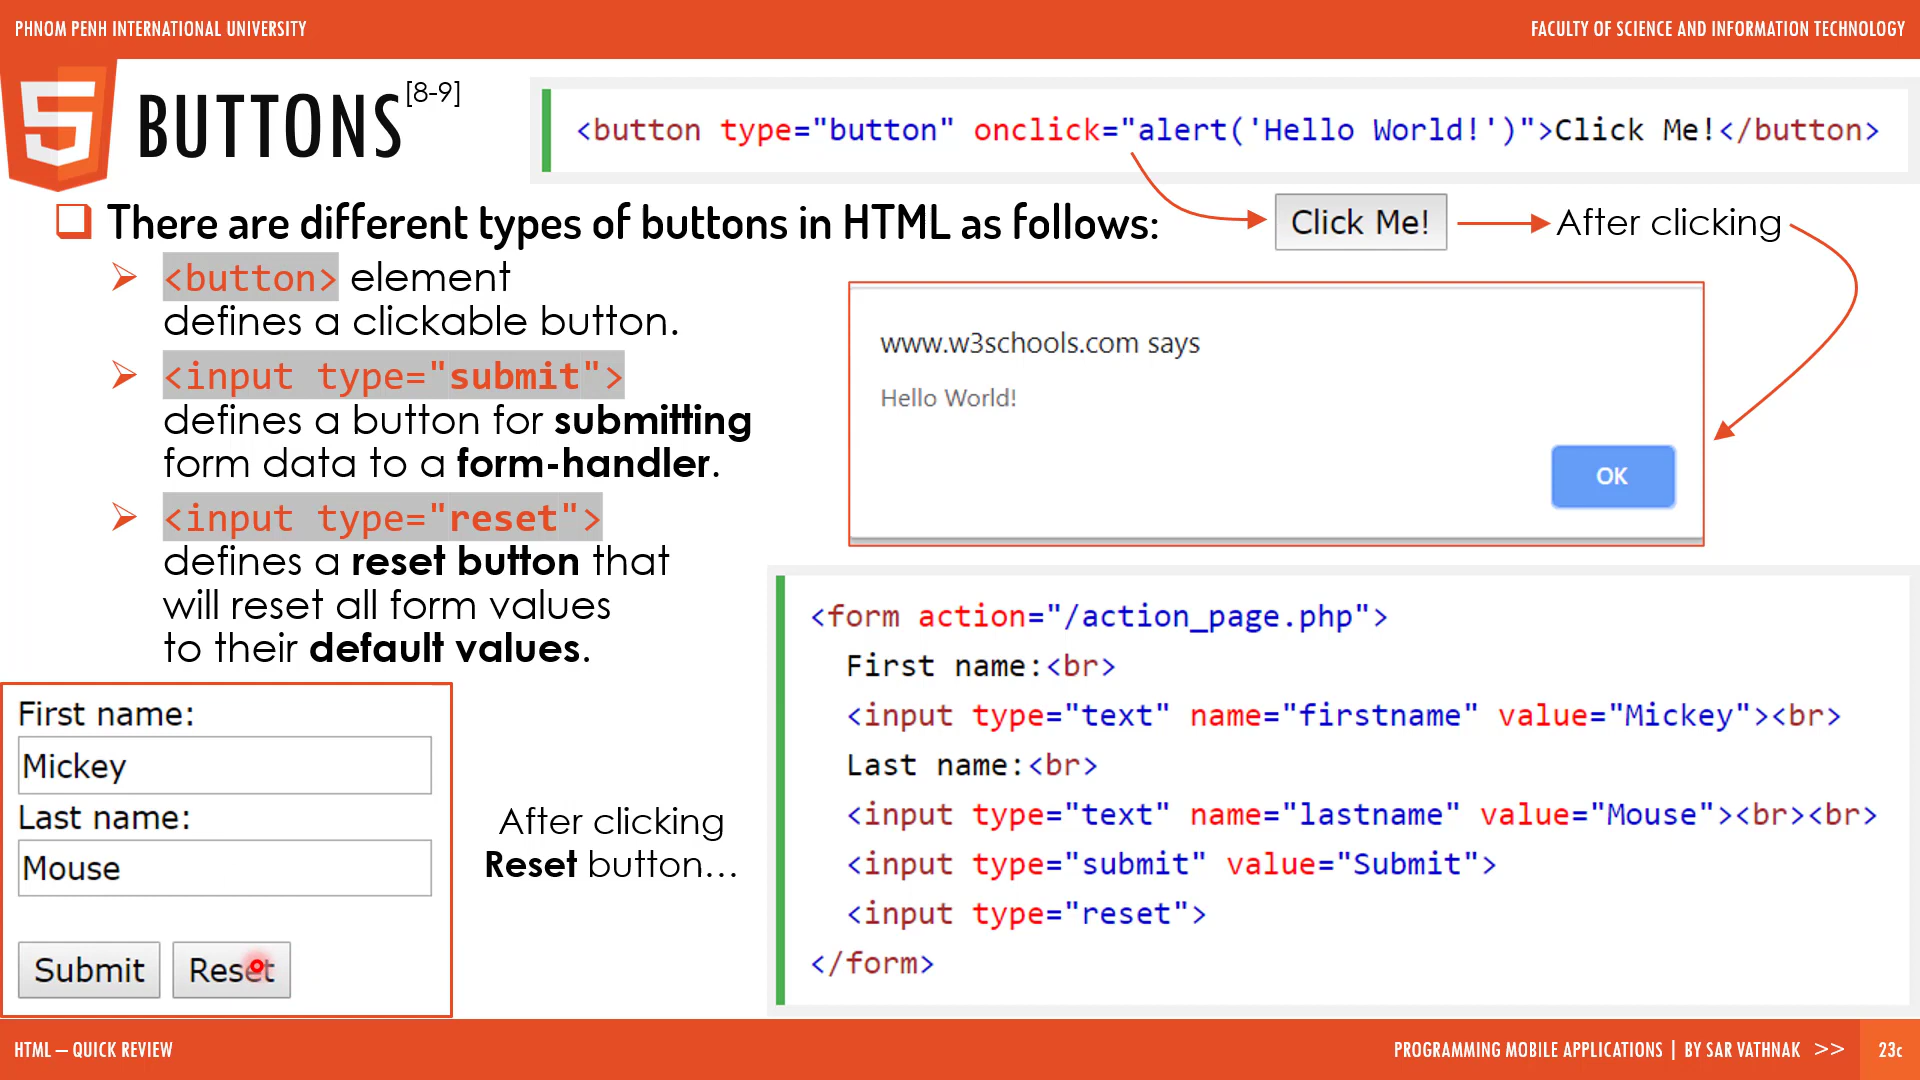 PHNOM PENH INTERNATIONAL UNIVERSITY
FACULTY OF SCIENCE AND INFORMATION TECHNOLOGY
5
BUTTONS[8-9]
<button type="button" onclick="alert('Hello World!')">Click Me!</button>
There are different types of buttons in HTML as follows:
Click Me!
After clicking
<button> element
defines a clickable button.
<input type="submit">
defines a button for submitting
form data to a form-handler.
<input type="reset">
defines a reset button that
will reset all form values
to their default values.
www.w3schools.com says
Hello World!
OK
First name:
Mickey
Last name:
Mouse
Submit
Reset
After clicking
Reset button...
<form action="/action_page.php">
First name:<br>
<input type="text" name="firstname" value="Mickey"><br>
Last name:<br>
<input type="text" name="lastname" value="Mouse"><br><br>
<input type="submit" value="Submit">
<input type="reset">
</form>
HTML – QUICK REVIEW
PROGRAMMING MOBILE APPLICATIONS | BY SAR VATHNAK >>
23c